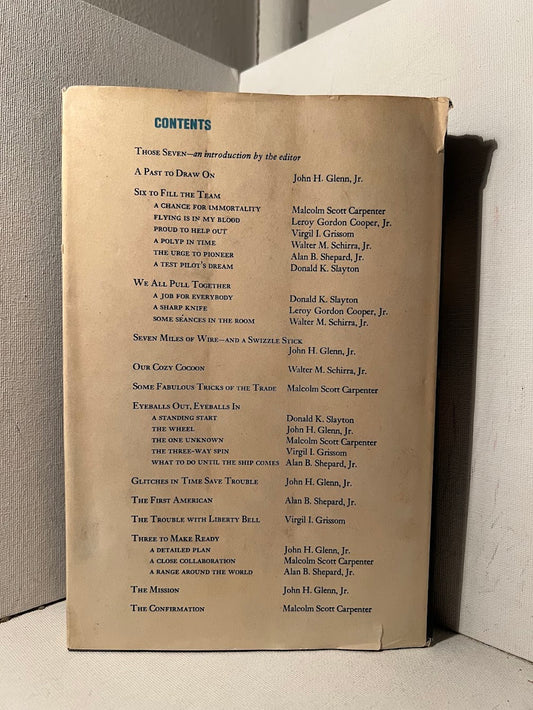 CONTENTS
Those Seven—an introduction by the editor
A Past to Draw On John H. Glenn, Jr.
Six to Fill the Team
A CHANCE FOR IMMORTALITY Malcolm Scott Carpenter
FLYING IS IN MY BLOOD Leroy Gordon Cooper, Jr.
PROUD TO HELP OUT Virgil I. Grissom
A POLYP IN TIME Walter M. Schirra, Jr.
THE URGE TO PIONEER Alan B. Shepard, Jr.
A TEST PILOT'S DREAM Donald K. Slayton
We All Pull Together
A JOB FOR EVERYBODY Donald K. Slayton
A SHARP KNIFE Leroy Gordon Cooper, Jr.
SOME SÉANCES IN THE ROOM Walter M. Schirra, Jr.
Seven Miles of Wire—and a Swizzle Stick
John H. Glenn, Jr.
Our Cozy Cocoon Walter M. Schirra, Jr.
Some Fabulous Tricks of the Trade Malcolm Scott Carpenter
Eyeballs Out, Eyeballs In
A STANDING START Donald K. Slayton
THE WHEEL John H. Glenn, Jr.
THE ONE UNKNOWN Malcolm Scott Carpenter
THE THREE-WAY SPIN Virgil I. Grissom
WHAT TO DO UNTIL THE SHIP COMES Alan B. Shepard, Jr.
Glitches in Time Save Trouble John H. Glenn, Jr.
The First American Alan B. Shepard, Jr.
The Trouble with Liberty Bell Virgil I. Grissom
Three to Make Ready
A DETAILED PLAN John H. Glenn, Jr.
A CLOSE COLLABORATION Malcolm Scott Carpenter
A RANGE AROUND THE WORLD Alan B. Shepard, Jr.
The Mission John H. Glenn, Jr.
The Confirmation Malcolm Scott Carpenter